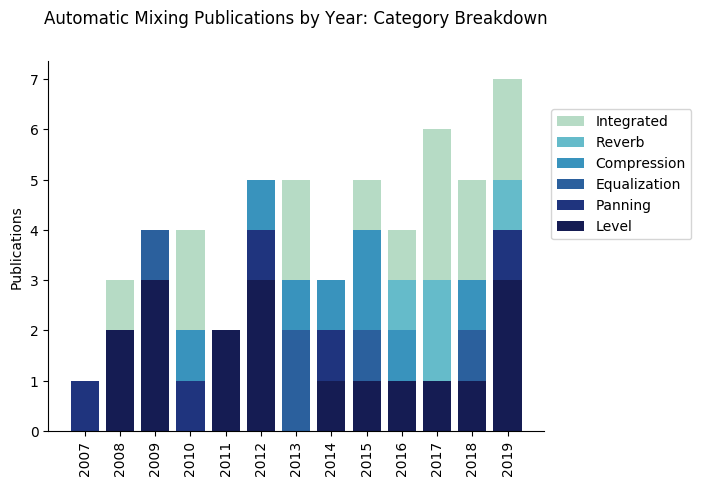 Automatic Mixing Publications by Year: Category Breakdown
7
6
5
4
3
2
1
0
Publications
2007
2008
2009
2010
2011
2012
2013
2014
2015
2016
2017
2018
2019
Integrated
Reverb
Compression
Equalization
Panning
Level